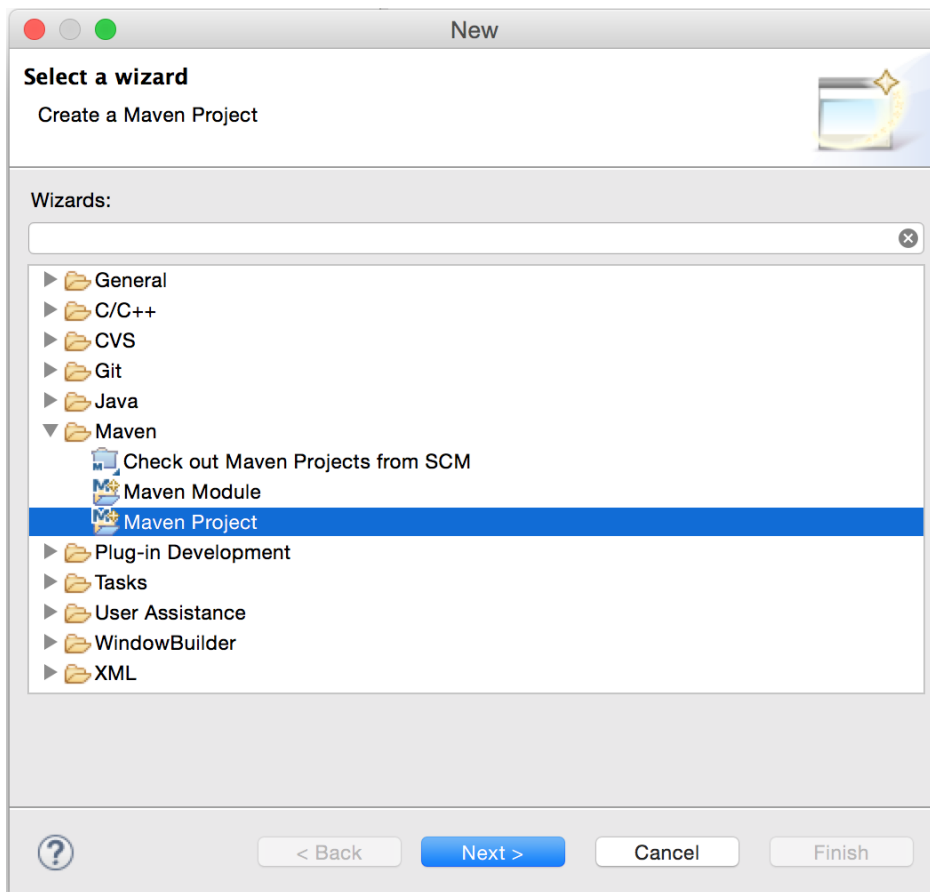 New
Select a wizard
Create a Maven Project
Wizards:
General
C/C++
CVS
Git
Java
Maven
Check out Maven Projects from SCM
Maven Module
Maven Project
Plug-in Development
Tasks
User Assistance
WindowBuilder
XML
? < Back Next > Cancel Finish